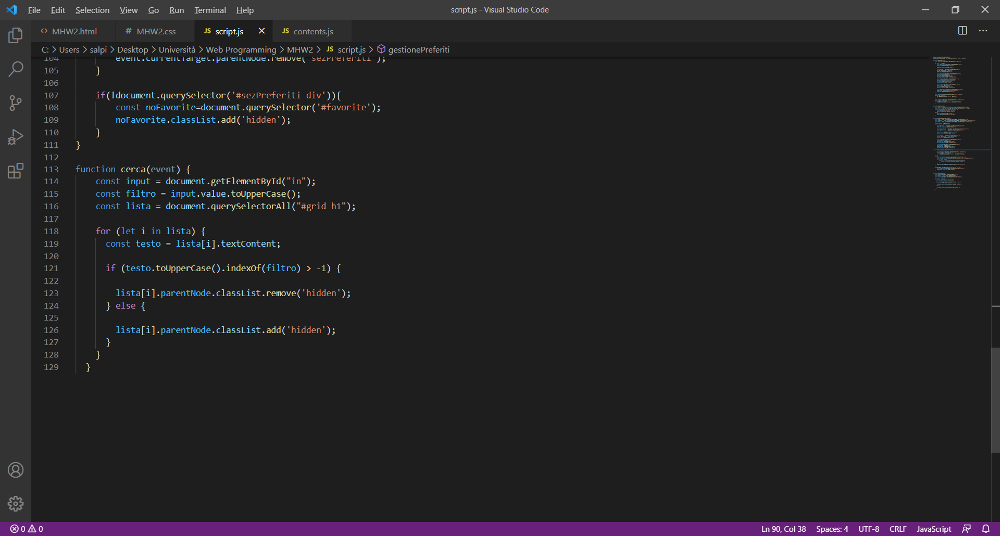 File Edit Selection View Go Run Terminal Help
script.js - Visual Studio Code
MHW2.html
# MHW2.css
JS script.js
JS contents.js
C: > Users > salpi > Desktop > Università > Web Programming > MHW2 > JS script.js > gestionePreferiti
104 event.currentTarget.parentNode.remove('sezPreferiti');
105 }
106
107 if(!document.querySelector('#sezPreferiti div')){
108 const noFavorite=document.querySelector('#favorite');
109 noFavorite.classList.add('hidden');
110 }
111 }
112
113 function cerca(event) {
114 const input = document.getElementById("in");
115 const filtro = input.value.toUpperCase();
116 const lista = document.querySelectorAll("#grid h1");
117
118 for (let i in lista) {
119 const testo = lista[i].textContent;
120
121 if (testo.toUpperCase().indexOf(filtro) > -1) {
122
123 lista[i].parentNode.classList.remove('hidden');
124 } else {
125
126 lista[i].parentNode.classList.add('hidden');
127 }
128 }
129 }
0 0
Ln 90, Col 38 Spaces: 4 UTF-8 CRLF JavaScript